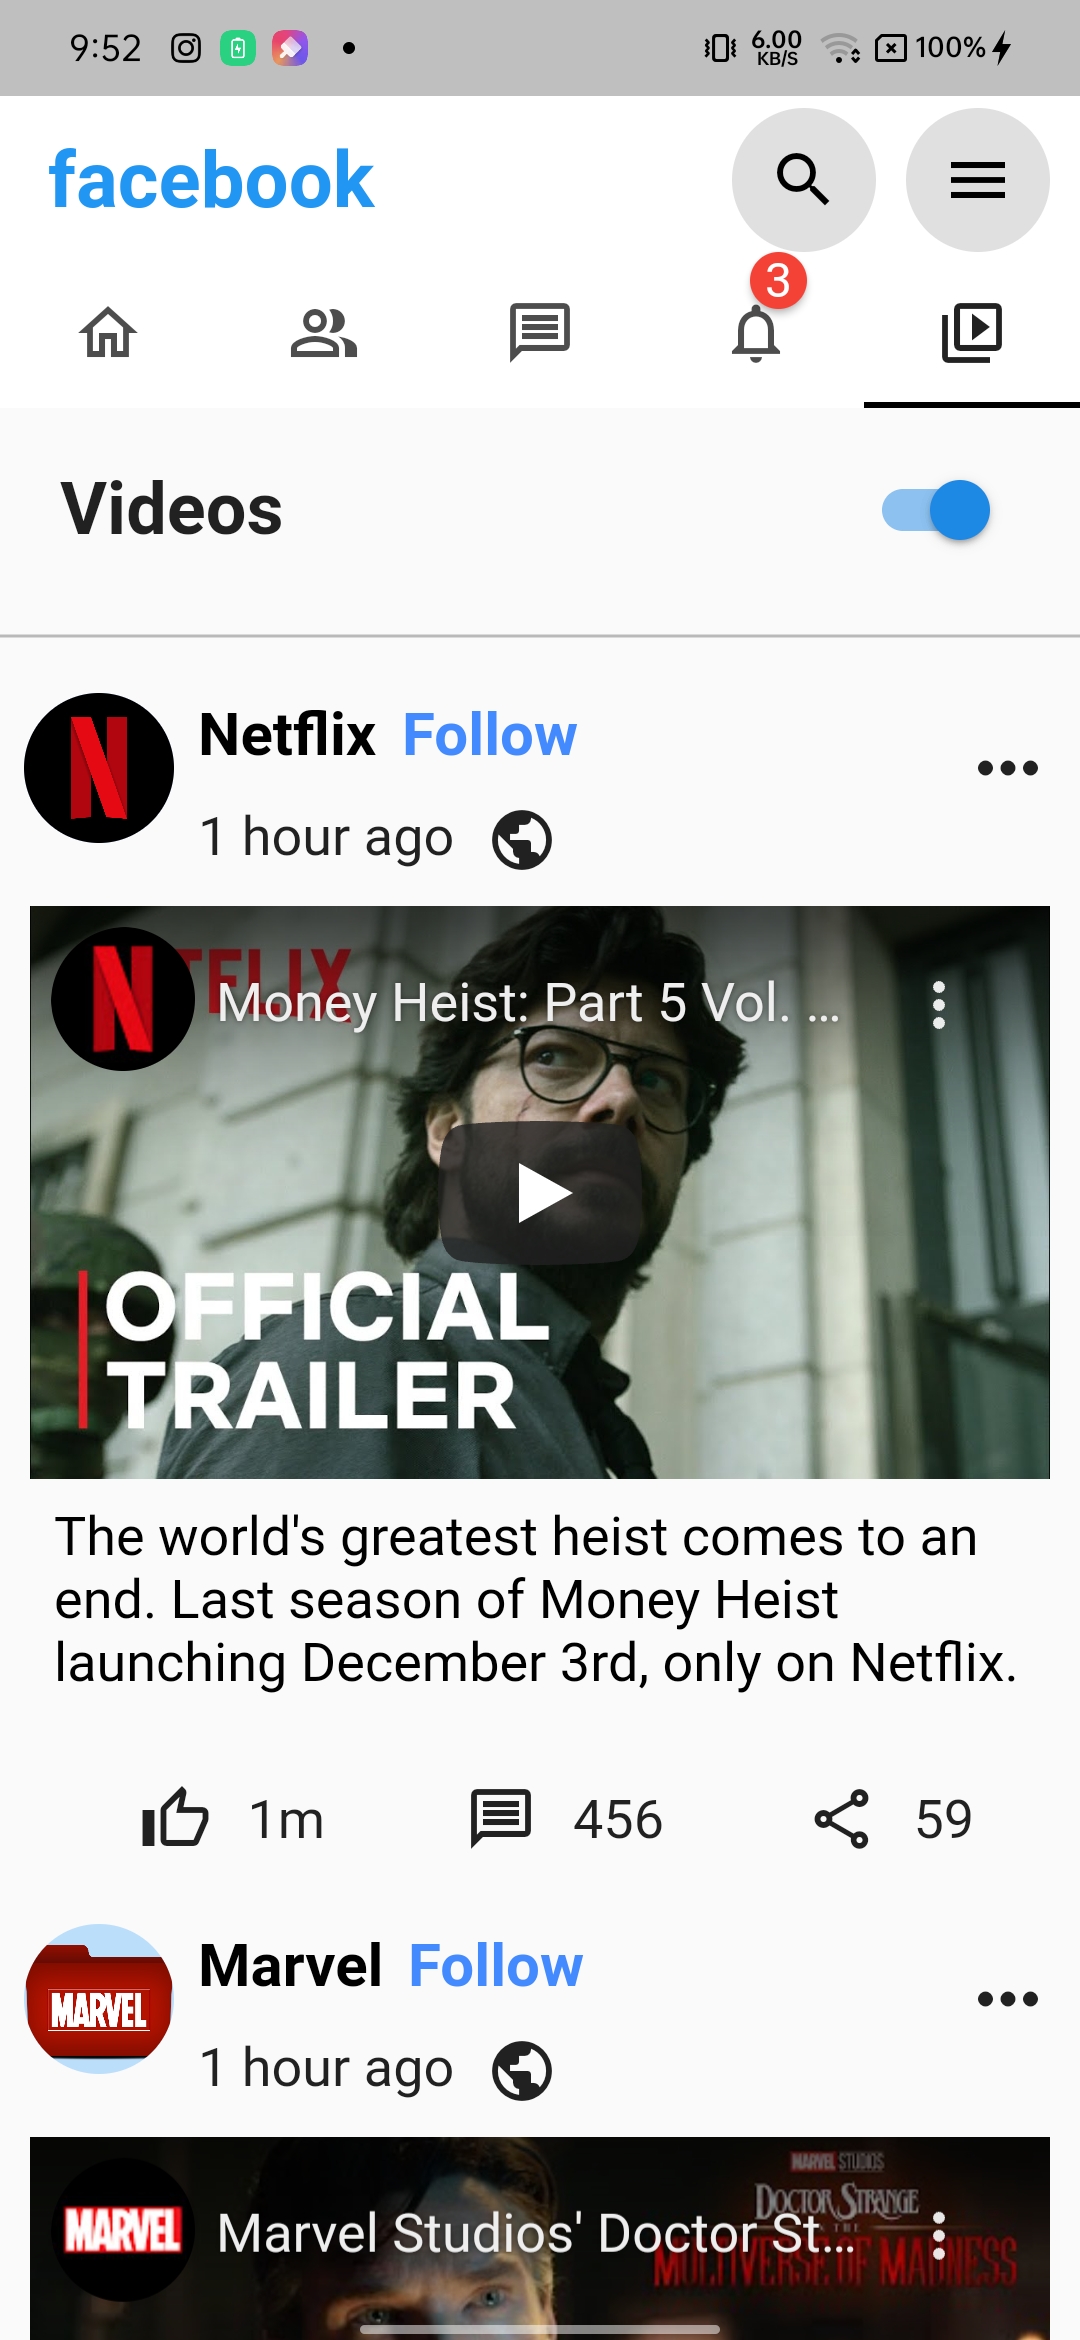 9:52
6.00
KB/S
100%
facebook
3
Videos
Netflix Follow
1 hour ago
TELIX
Money Heist: Part 5 Vol. ...
OFFICIAL
TRAILER
The world's greatest heist comes to an
end. Last season of Money Heist
launching December 3rd, only on Netflix.
1m
456
59
MARVEL
Marvel Follow
1 hour ago
MARVEL STUDIOS
DOCTOR STRANGE
MARVEL
Marvel Studios' Doctor St...
MULTIVERSE OF MADNESS